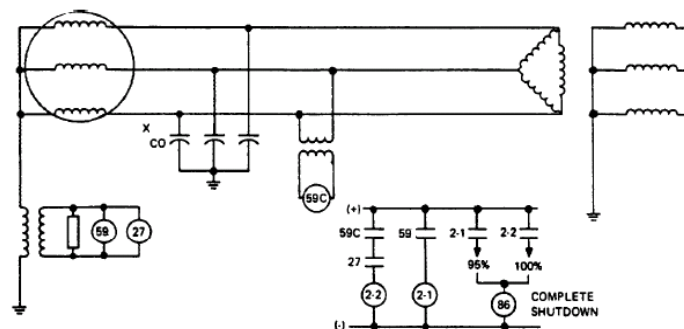 X
CO
59C
59
27
(+)
59C
59
2-1
2-2
27
95%
100%
2-2
2-1
86
COMPLETE
SHUTDOWN
(-)